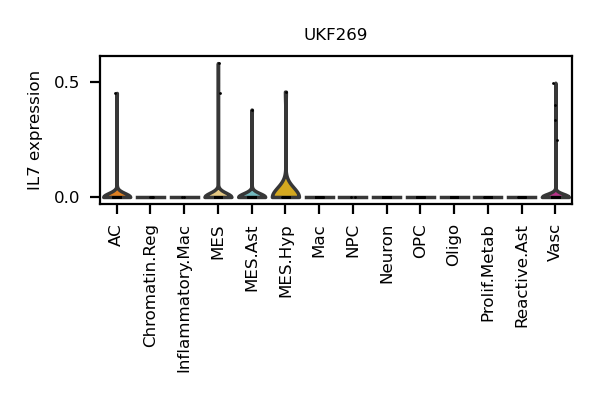 UKF269
IL7 expression
0.5
0.0
AC
Chromatin.Reg
Inflammatory.Mac
MES
MES.Ast
MES.Hyp
Mac
NPC
Neuron
OPC
Oligo
Prolif.Metab
Reactive.Ast
Vasc